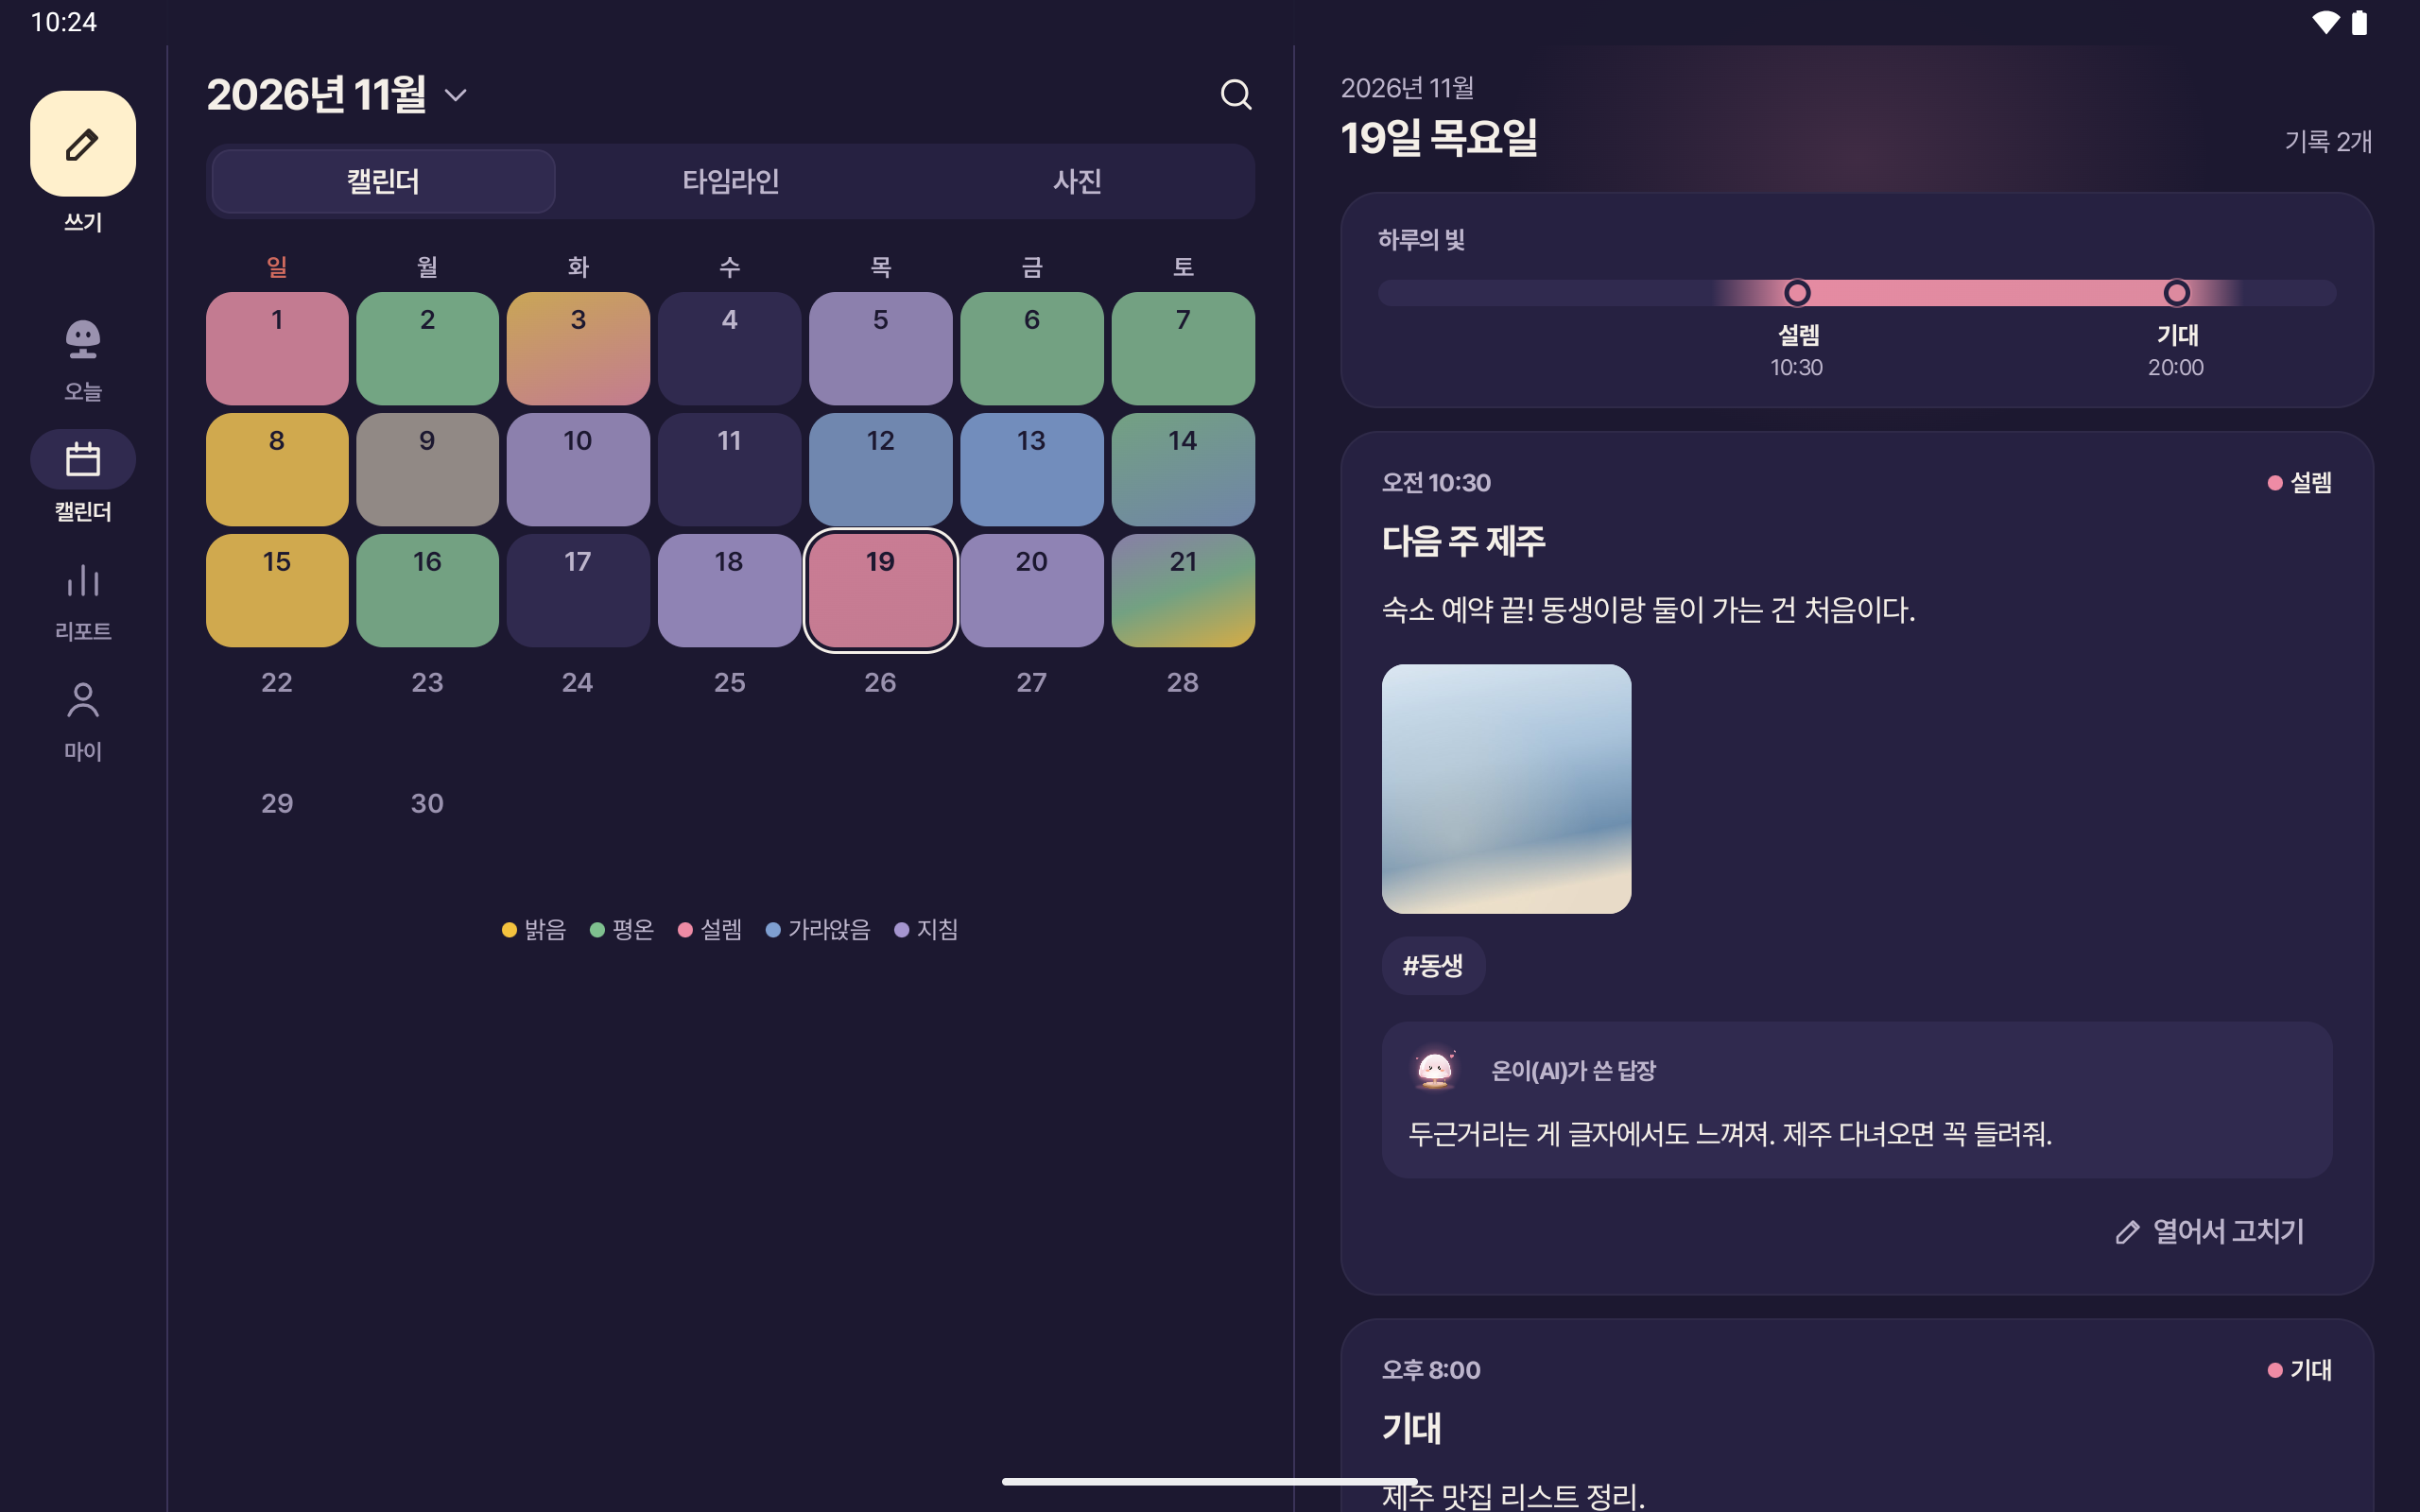 10:24
쓰기
오늘
캘린더
리포트
마이
2026년 11월
캘린더 타임라인 사진
일 월 화 수 목 금 토
1 2 3 4 5 6 7
8 9 10 11 12 13 14
15 16 17 18 19 20 21
22 23 24 25 26 27 28
29 30
밝음 평온 설렘 가라앉음 지침
2026년 11월
19일 목요일
기록 2개
하루의 빛
설렘 기대
10:30 20:00
오전 10:30 설렘
다음 주 제주
숙소 예약 끝! 동생이랑 둘이 가는 건 처음이다.
#동생
온이(AI)가 쓴 답장
두근거리는 게 글자에서도 느껴져. 제주 다녀오면 꼭 들려줘.
열어서 고치기
오후 8:00 기대
기대
제주 맛집 리스트 정리.